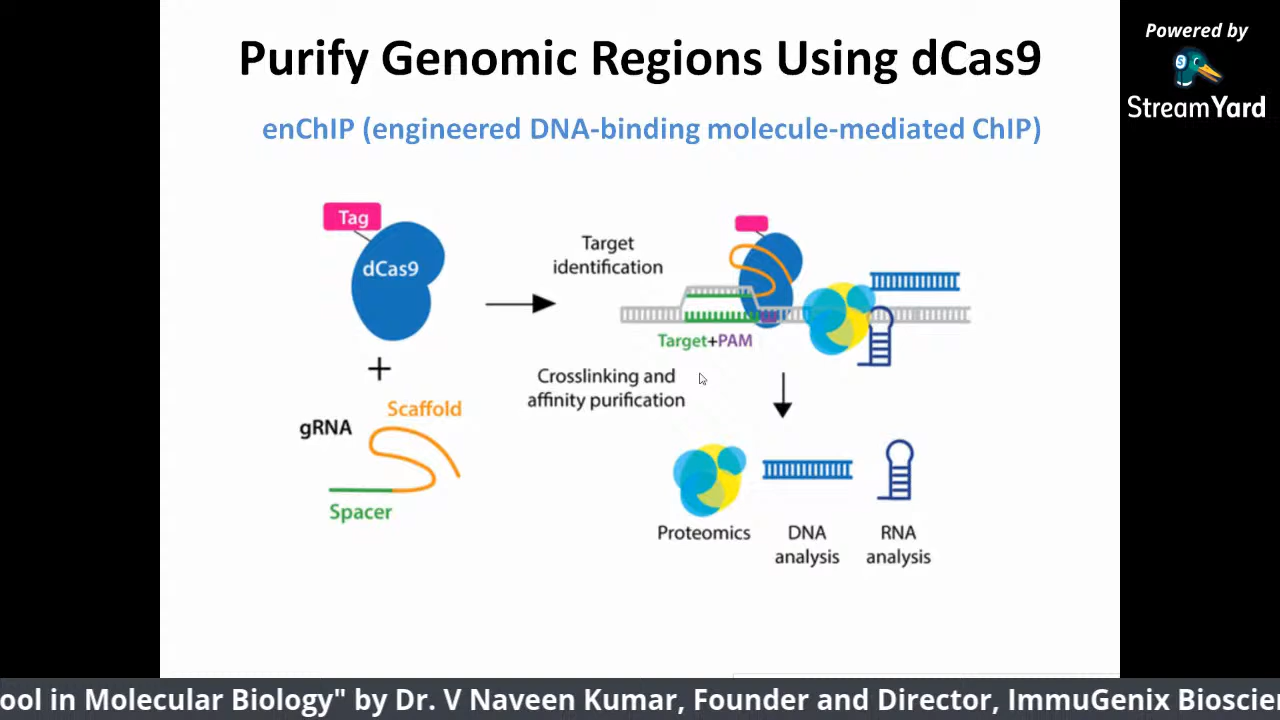 Purify Genomic Regions Using dCas9
Powered by
StreamYard
enChIP (engineered DNA-binding molecule-mediated ChIP)
Tag
dCas9
Target
identification
+
Target+PAM
Crosslinking and
affinity purification
gRNA
Scaffold
Spacer
Proteomics
DNA
analysis
RNA
analysis
ool in Molecular Biology" by Dr. V Naveen Kumar, Founder and Director, ImmuGenix Bioscie